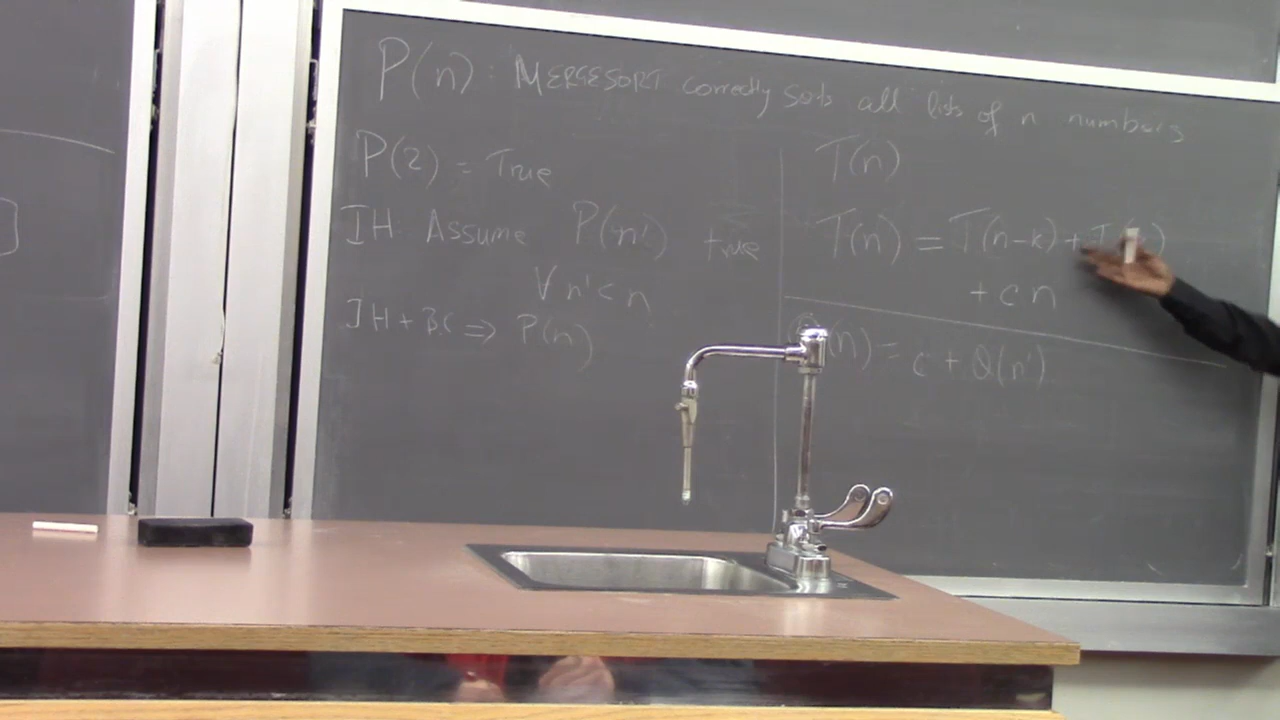 P(n): MERGESORT correctly sorts all lists of n numbers
P(2) = True
IH: Assume P(n') true
∀ n' < n
IH + BC ⇒ P(n)
T(n)
T(n) = T(n-k) +
+ cn
Q(n) = c + Q(n')